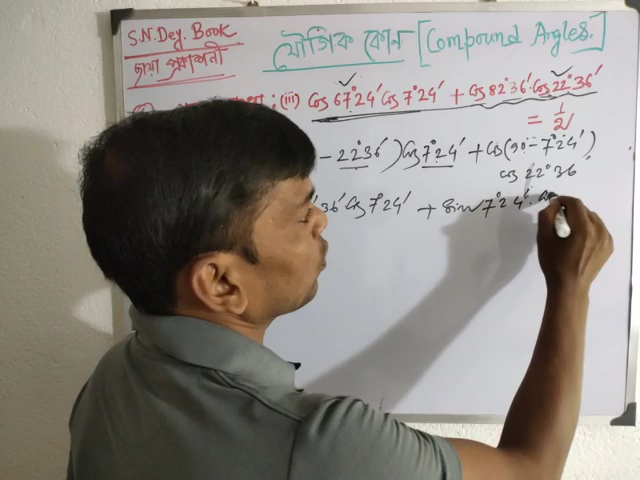 S.N. Dey. Book
ছায়া প্রকাশনী
যৌগিক কোন [Compound Angles.]
(iii) cos 67°24′ cos 7°24′ + cos 82°36′. cos 22°36′
= 1/2
- 22°36′) cos 7°24′ + cos (90° - 7°24′)
cos 22°36′
36′ cos 7°24′ + sin 7°24′.